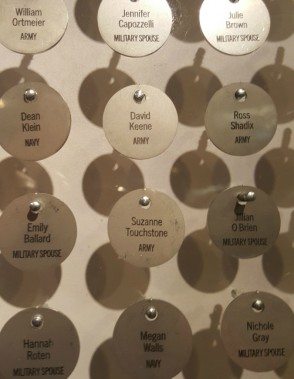 William
Ortmeier
ARMY
Jennifer
Capozzelli
MILITARY SPOUSE
Julie
Brown
MILITARY SPOUSE
Dean
Klein
NAVY
David
Keene
ARMY
Ross
Shadix
ARMY
Emily
Ballard
MILITARY SPOUSE
Suzanne
Touchstone
ARMY
Jillian
O'Brien
MILITARY SPOUSE
Hannah
Roten
MILITARY SPOUSE
Megan
Walls
NAVY
Nichole
Gray
MILITARY SPOUSE